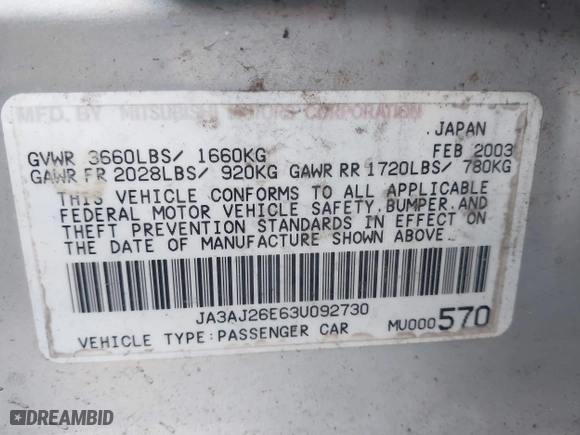 MFD. BY MITSUBISHI MOTORS CORPORATION
JAPAN
GVWR 3660LBS/ 1660KG FEB 2003
GAWR FR 2028LBS/ 920KG GAWR RR 1720LBS/ 780KG
THIS VEHICLE CONFORMS TO ALL APPLICABLE
FEDERAL MOTOR VEHICLE SAFETY, BUMPER, AND
THEFT PREVENTION STANDARDS IN EFFECT ON
THE DATE OF MANUFACTURE SHOWN ABOVE.
JA3AJ26E63U092730
VEHICLE TYPE: PASSENGER CAR MU000570
DREAMBID